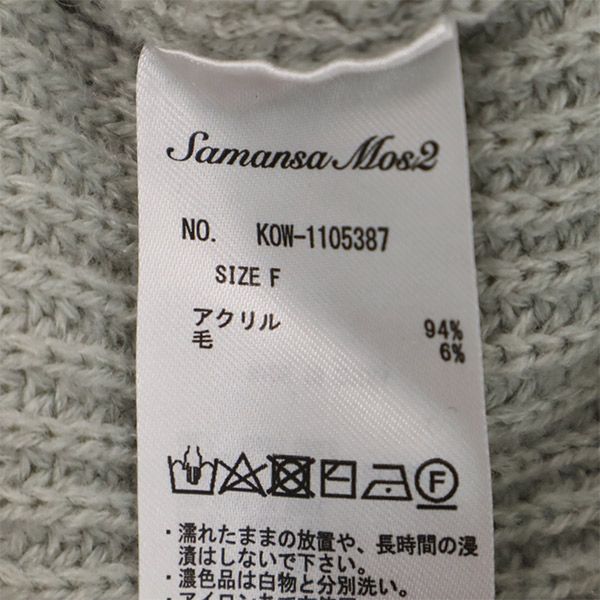 Samansa Mos2
NO. KOW-1105387
SIZE F
アクリル 94%
毛 6%
F
・濡れたままの放置や、長時間の浸
漬はしないで下さい。
・濃色品は白物と分別洗い。